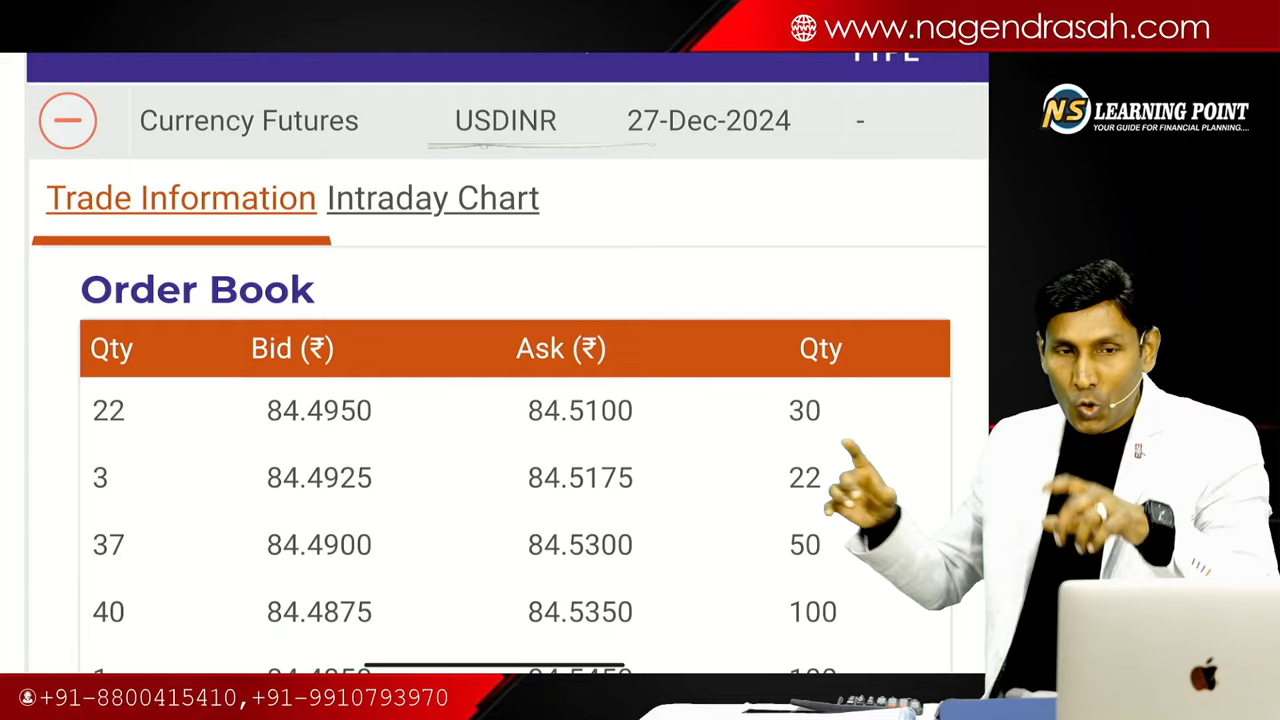 www.nagendrasah.com
TYPE
Currency Futures USDINR 27-Dec-2024 -
NS LEARNING POINT
YOUR GUIDE FOR FINANCIAL PLANNING....
Trade Information Intraday Chart
Order Book
Qty Bid (₹) Ask (₹) Qty
22 84.4950 84.5100 30
3 84.4925 84.5175 22
37 84.4900 84.5300 50
40 84.4875 84.5350 100
+91-8800415410,+91-9910793970